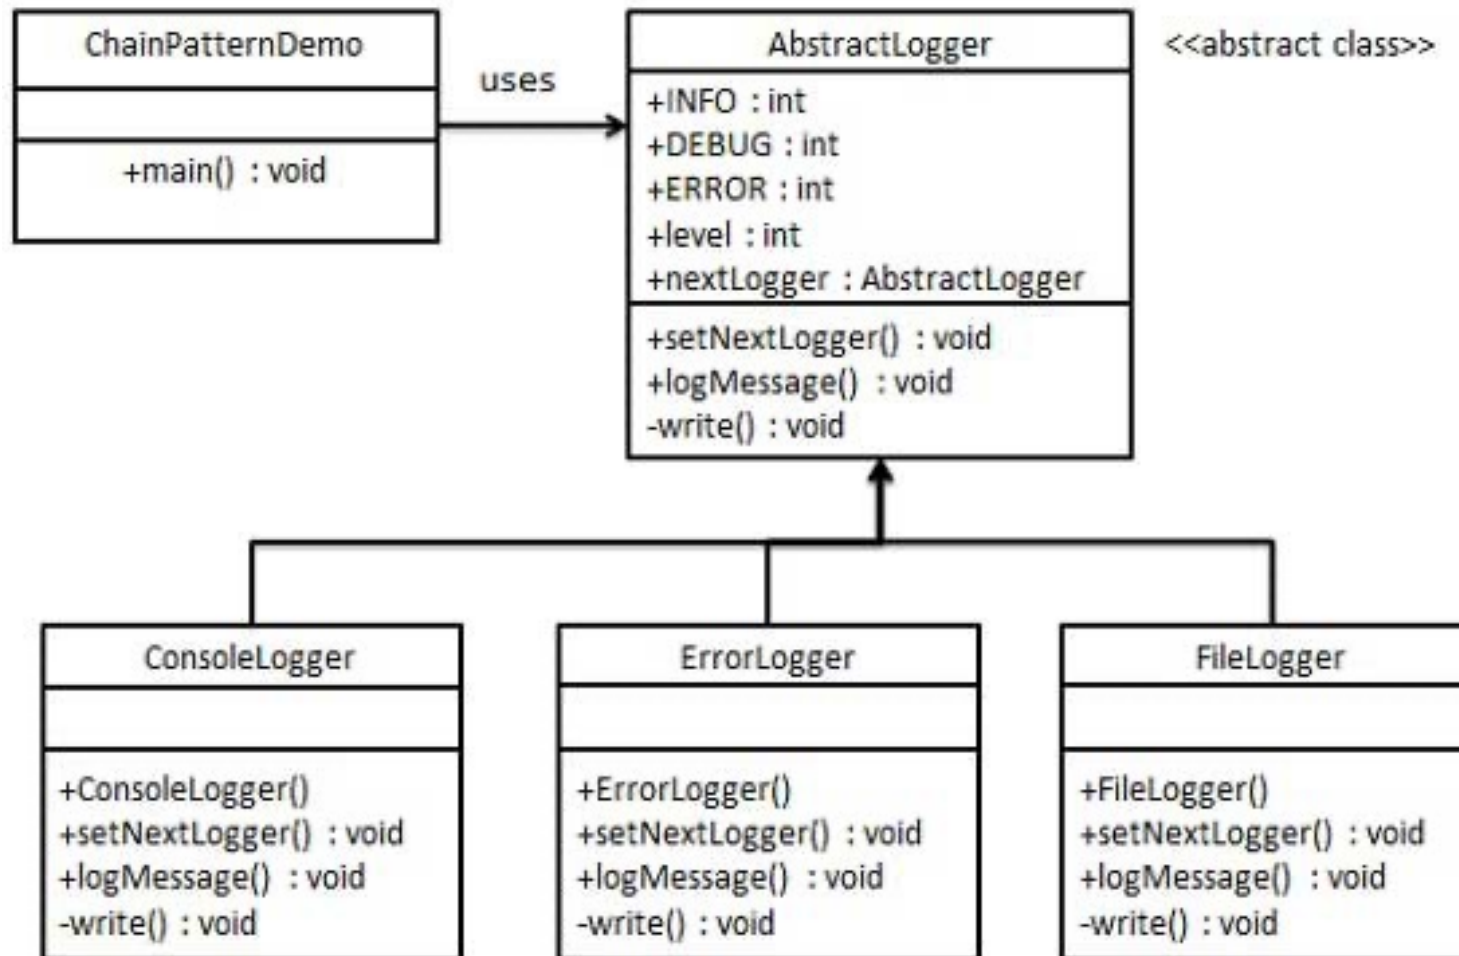 ChainPatternDemo
+main() : void
uses
AbstractLogger
<<abstract class>>
+INFO : int
+DEBUG : int
+ERROR : int
+level : int
+nextLogger : AbstractLogger
+setNextLogger() : void
+logMessage() : void
-write() : void
ConsoleLogger
+ConsoleLogger()
+setNextLogger() : void
+logMessage() : void
-write() : void
ErrorLogger
+ErrorLogger()
+setNextLogger() : void
+logMessage() : void
-write() : void
FileLogger
+FileLogger()
+setNextLogger() : void
+logMessage() : void
-write() : void